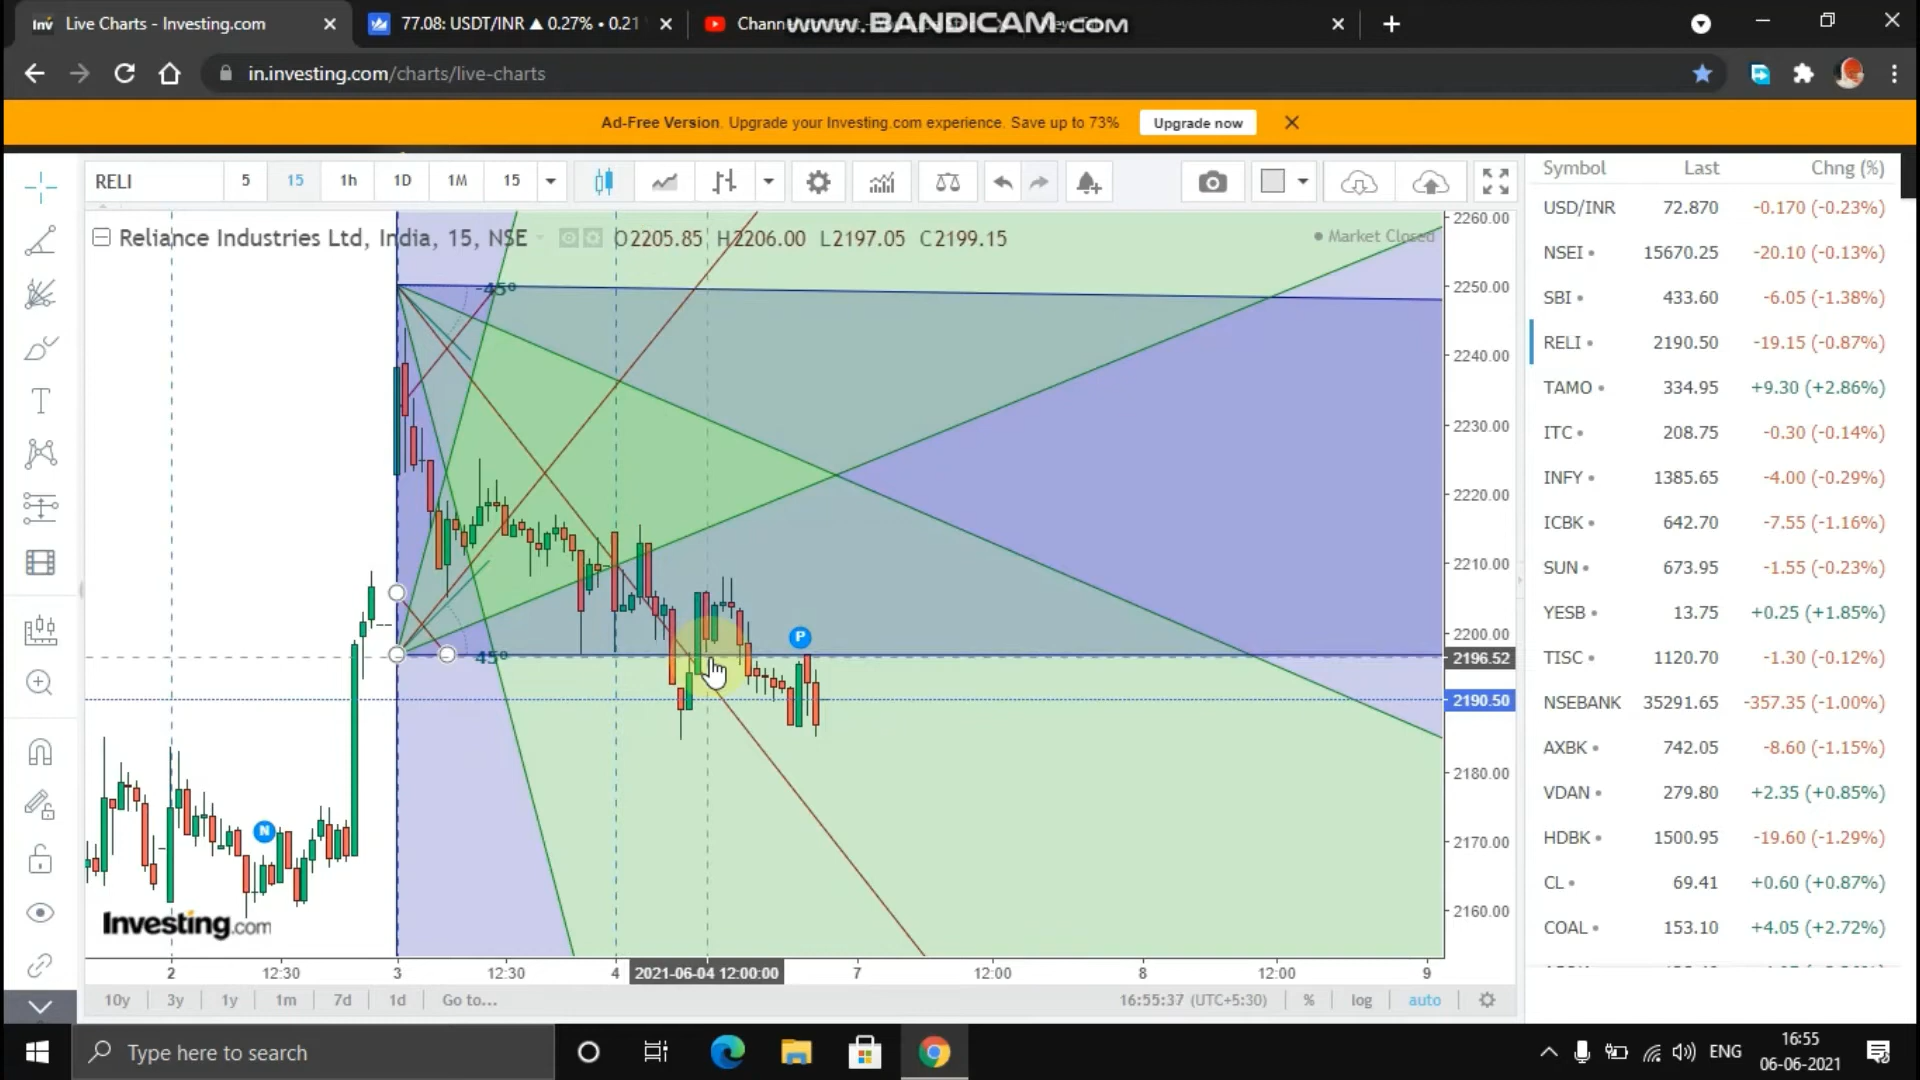 Live Charts - Investing.com
77.08: USDT/INR ▲ 0.27% • 0.21
Chann
www.BANDICAM.com
in.investing.com/charts/live-charts
Ad-Free Version. Upgrade your Investing.com experience. Save up to 73%
Upgrade now
RELI
5
15
1h
1D
1M
15
Reliance Industries Ltd, India, 15, NSE
O2205.85 H2206.00 L2197.05 C2199.15
Market Closed
-45º
45º
P
N
Investing.com
2260.00
2250.00
2240.00
2230.00
2220.00
2210.00
2200.00
2196.52
2190.50
2180.00
2170.00
2160.00
2
12:30
3
12:30
4
2021-06-04 12:00:00
7
12:00
8
12:00
9
10y 3y 1y 1m 7d 1d Go to...
16:55:37 (UTC+5:30) % log auto
Symbol Last Chng (%)
USD/INR 72.870 -0.170 (-0.23%)
NSEI 15670.25 -20.10 (-0.13%)
SBI 433.60 -6.05 (-1.38%)
RELI 2190.50 -19.15 (-0.87%)
TAMO 334.95 +9.30 (+2.86%)
ITC 208.75 -0.30 (-0.14%)
INFY 1385.65 -4.00 (-0.29%)
ICBK 642.70 -7.55 (-1.16%)
SUN 673.95 -1.55 (-0.23%)
YESB 13.75 +0.25 (+1.85%)
TISC 1120.70 -1.30 (-0.12%)
NSEBANK 35291.65 -357.35 (-1.00%)
AXBK 742.05 -8.60 (-1.15%)
VDAN 279.80 +2.35 (+0.85%)
HDBK 1500.95 -19.60 (-1.29%)
CL 69.41 +0.60 (+0.87%)
COAL 153.10 +4.05 (+2.72%)
Type here to search
ENG
16:55
06-06-2021